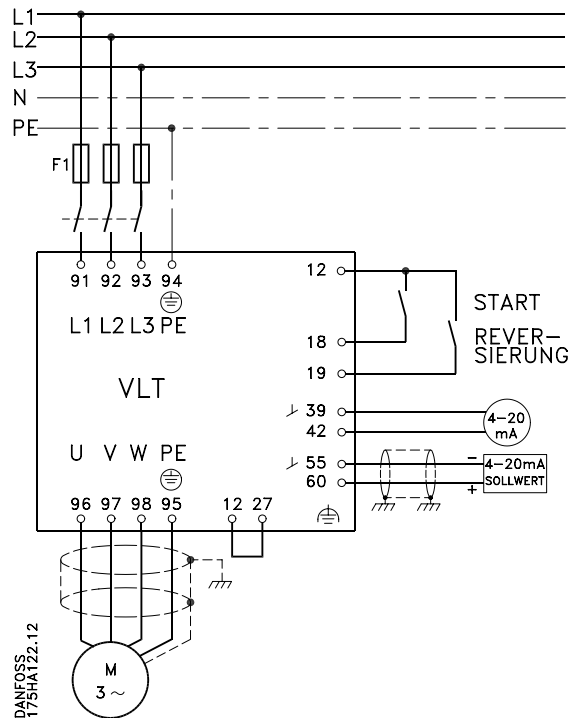 L1
L2
L3
N
PE
F1
91 92 93 94
12
L1 L2 L3 PE
START
18
REVER-
SIERUNG
19
VLT
39
4-20
mA
42
U V W PE
55
-
4-20mA
60
+
SOLLWERT
96 97 98 95
12 27
M
3 ~
DANFOSS
175HA122.12